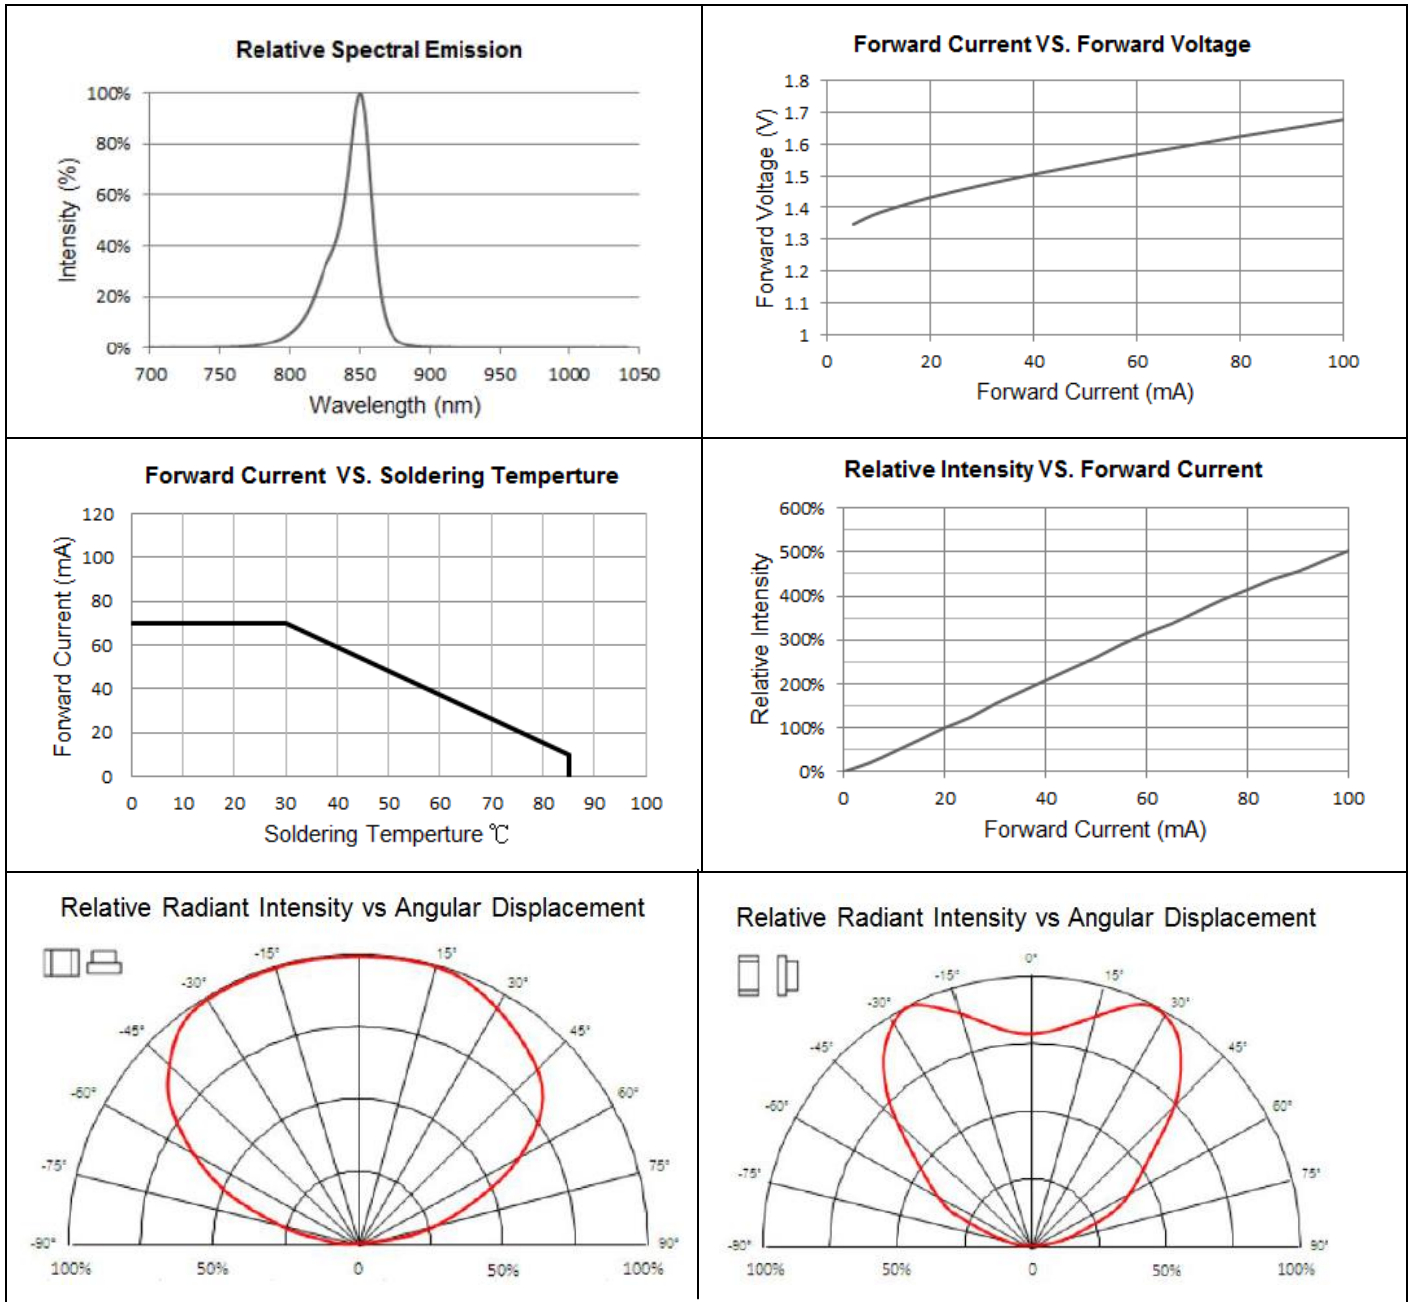 Relative Spectral Emission
100%
80%
60%
40%
20%
0%
Intensity (%)
700 750 800 850 900 950 1000 1050
Wavelength (nm)
Forward Current VS. Forward Voltage
1.8
1.7
1.6
1.5
1.4
1.3
1.2
1.1
1
Forward Voltage (V)
0 20 40 60 80 100
Forward Current (mA)
Forward Current VS. Soldering Temperture
120
100
80
60
40
20
0
Forward Current (mA)
0 10 20 30 40 50 60 70 80 90 100
Soldering Temperture ℃
Relative Intensity VS. Forward Current
600%
500%
400%
300%
200%
100%
0%
Relative Intensity
0 20 40 60 80 100
Forward Current (mA)
Relative Radiant Intensity vs Angular Displacement
-15° 15°
-30° 30°
-45° 45°
-60° 60°
-75° 75°
-90° 90°
100% 50% 0 50% 100%
Relative Radiant Intensity vs Angular Displacement
0°
-15° 15°
-30° 30°
-45° 45°
-60° 60°
-75° 75°
-90° 90°
100% 50% 0 50% 100%